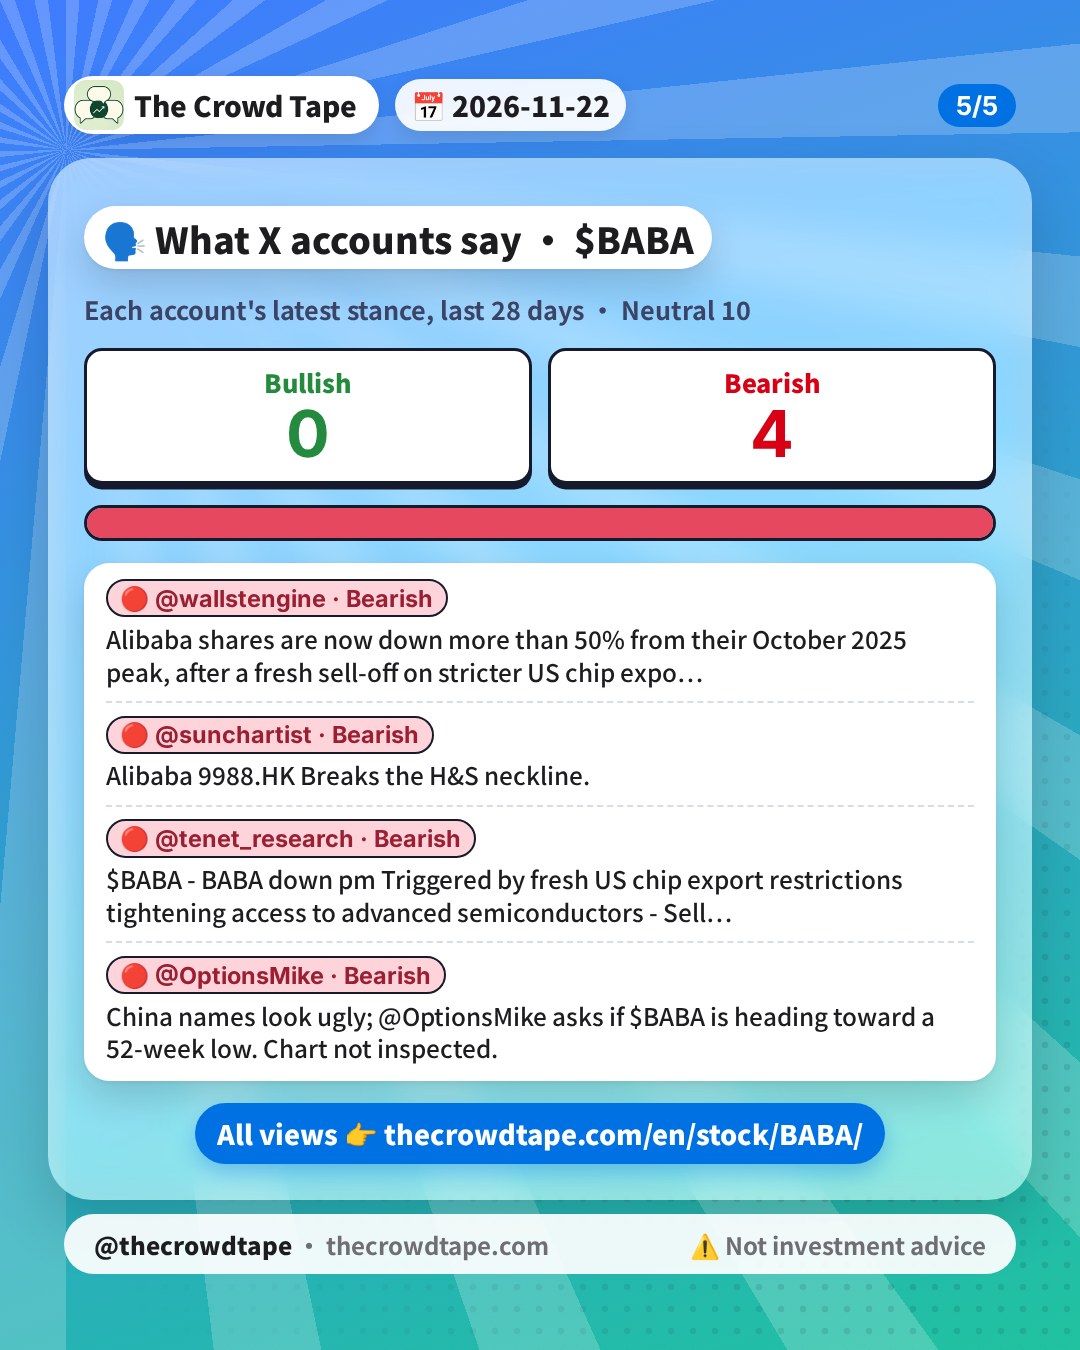 The Crowd Tape
📅 2026-11-22
5/5
🗣️ What X accounts say • $BABA
Each account's latest stance, last 28 days • Neutral 10
Bullish
0
Bearish
4
🔴 @wallstengine · Bearish
Alibaba shares are now down more than 50% from their October 2025
peak, after a fresh sell-off on stricter US chip expo…
🔴 @sunchartist · Bearish
Alibaba 9988.HK Breaks the H&S neckline.
🔴 @tenet_research · Bearish
$BABA - BABA down pm Triggered by fresh US chip export restrictions
tightening access to advanced semiconductors - Sell…
🔴 @OptionsMike · Bearish
China names look ugly; @OptionsMike asks if $BABA is heading toward a
52-week low. Chart not inspected.
All views 👉 thecrowdtape.com/en/stock/BABA/
@thecrowdtape • thecrowdtape.com
⚠️ Not investment advice